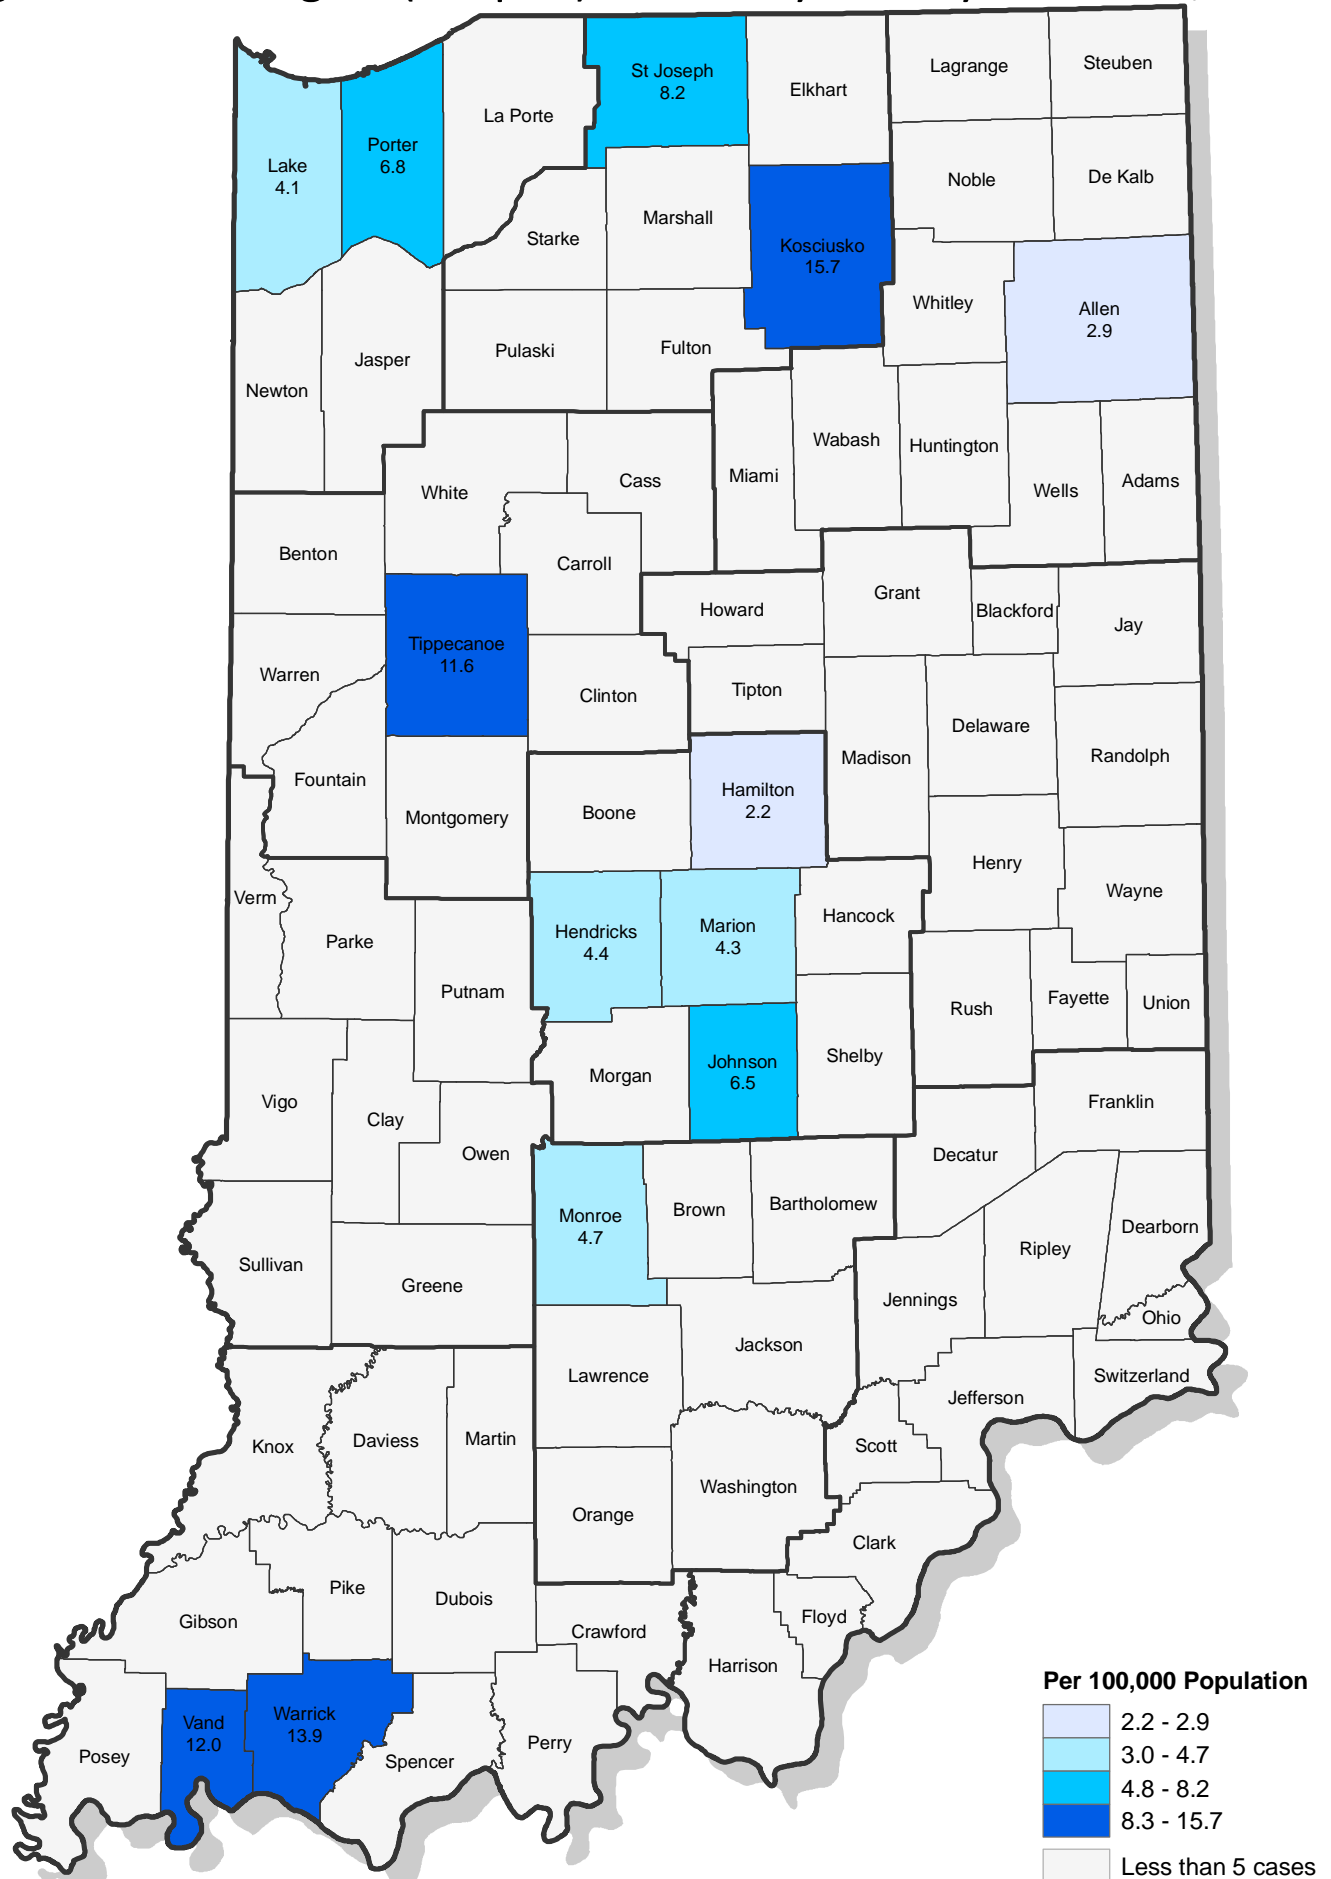 St Joseph
8.2
Lagrange
Steuben
Elkhart
La Porte
Porter
6.8
Lake
4.1
Noble
De Kalb
Marshall
Starke
Kosciusko
15.7
Whitley
Allen
2.9
Pulaski
Fulton
Jasper
Newton
Wabash
Huntington
Miami
Cass
White
Wells
Adams
Benton
Carroll
Grant
Howard
Blackford
Jay
Tippecanoe
11.6
Warren
Clinton
Tipton
Delaware
Madison
Randolph
Fountain
Montgomery
Boone
Hamilton
2.2
Henry
Wayne
Verm
Parke
Hendricks
4.4
Marion
4.3
Hancock
Putnam
Rush
Fayette
Union
Morgan
Johnson
6.5
Shelby
Vigo
Clay
Franklin
Owen
Decatur
Monroe
4.7
Brown
Bartholomew
Dearborn
Ripley
Sullivan
Greene
Jennings
Ohio
Jackson
Lawrence
Switzerland
Jefferson
Knox
Daviess
Martin
Scott
Washington
Orange
Clark
Pike
Dubois
Gibson
Floyd
Crawford
Harrison
Vand
12.0
Warrick
13.9
Posey
Spencer
Perry
Per 100,000 Population
2.2 - 2.9
3.0 - 4.7
4.8 - 8.2
8.3 - 15.7
Less than 5 cases